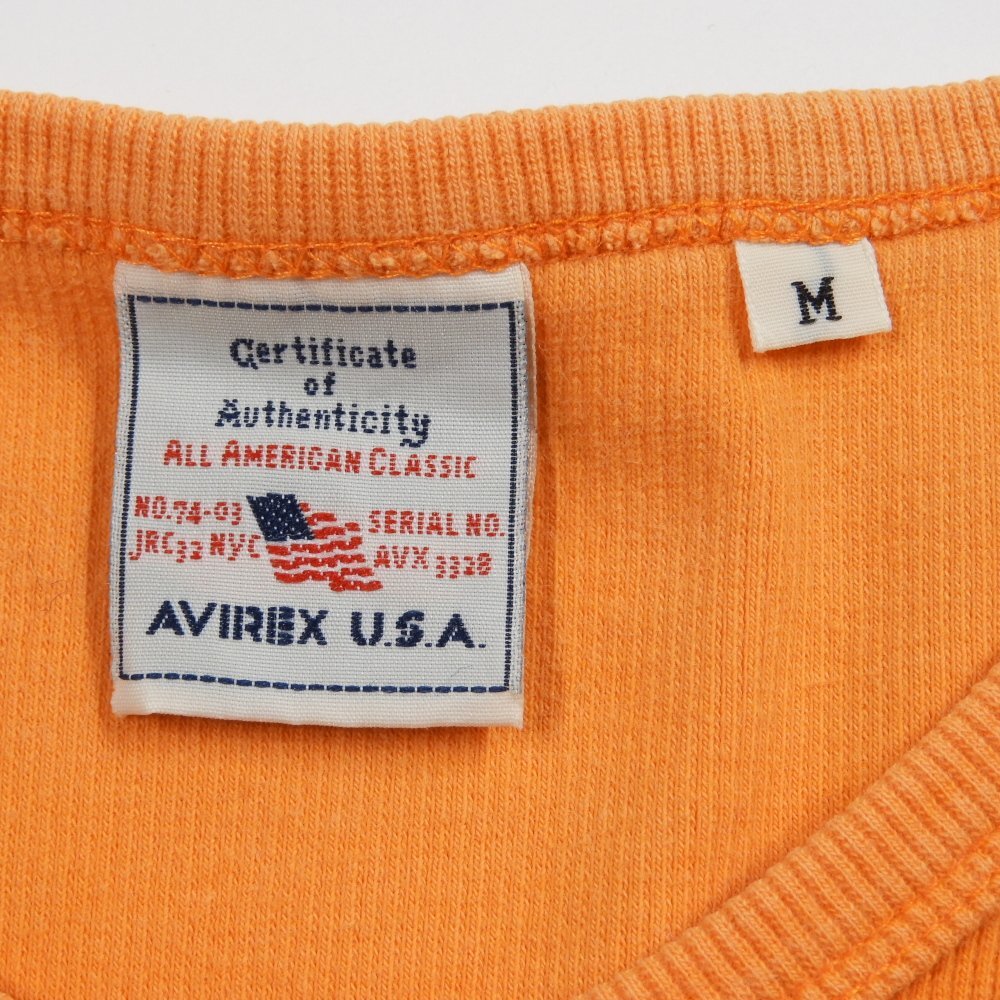 Certificate
of
Authenticity
ALL AMERICAN CLASSIC
NO.74-03
JRC32 NYC
SERIAL NO.
AVX 3328
AVIREX U.S.A.
M